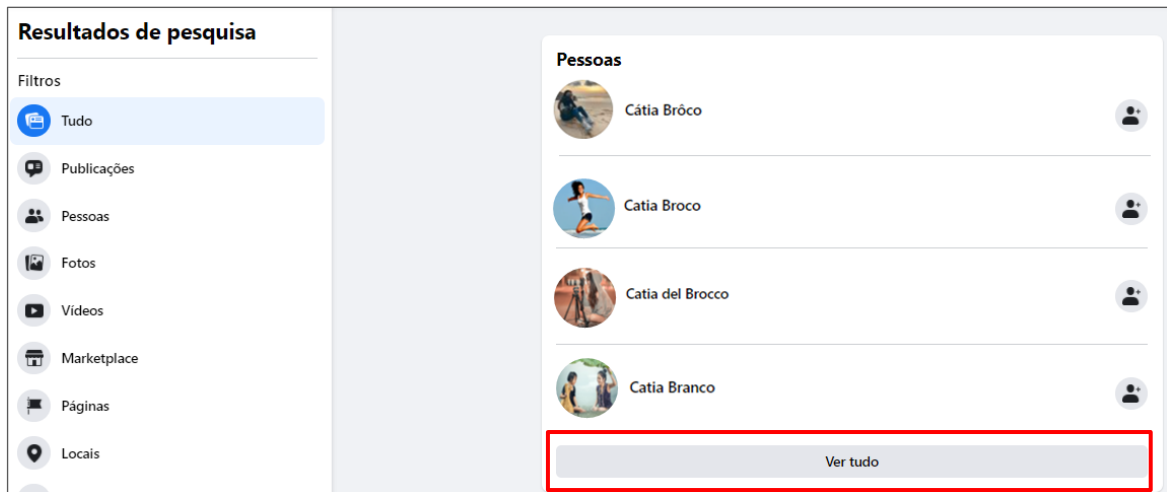 Resultados de pesquisa
Filtros
Tudo
Publicações
Pessoas
Fotos
Vídeos
Marketplace
Páginas
Locais
Pessoas
Cátia Brôco
Catia Broco
Catia del Brocco
Catia Branco
Ver tudo